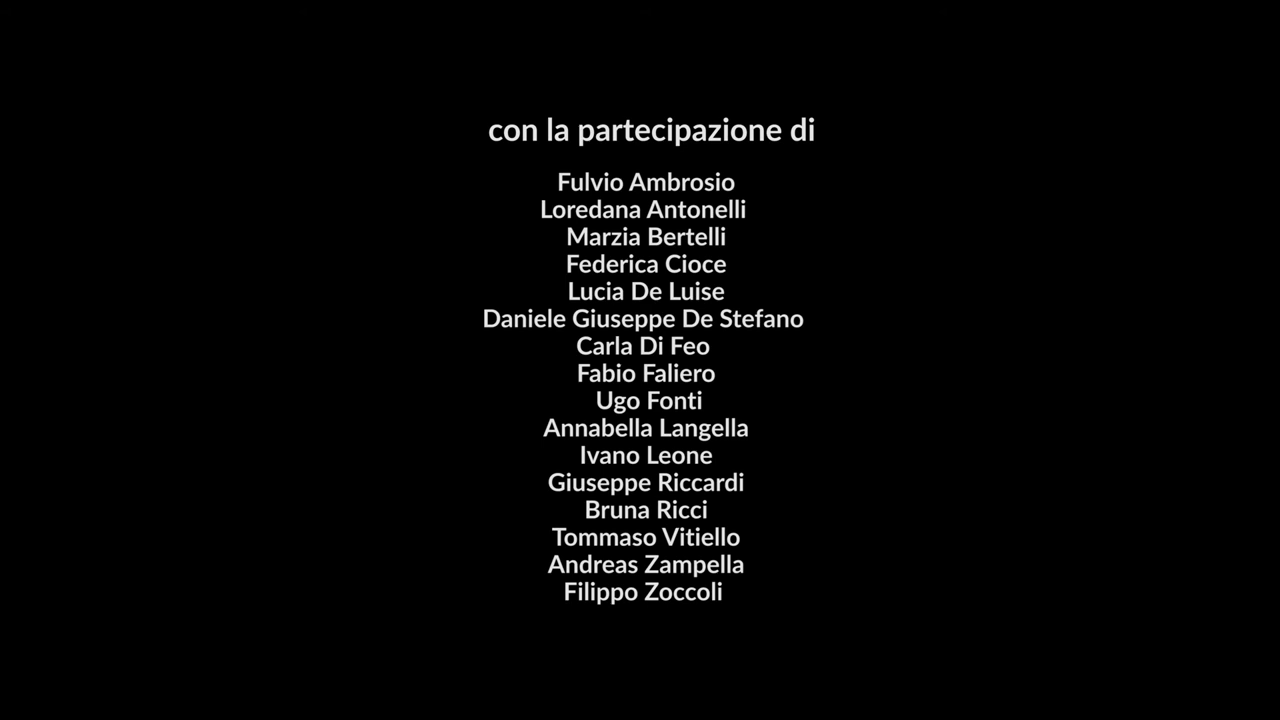 con la partecipazione di
Fulvio Ambrosio
Loredana Antonelli
Marzia Bertelli
Federica Cioce
Lucia De Luise
Daniele Giuseppe De Stefano
Carla Di Feo
Fabio Faliero
Ugo Fonti
Annabella Langella
Ivano Leone
Giuseppe Riccardi
Bruna Ricci
Tommaso Vitiello
Andreas Zampella
Filippo Zoccoli